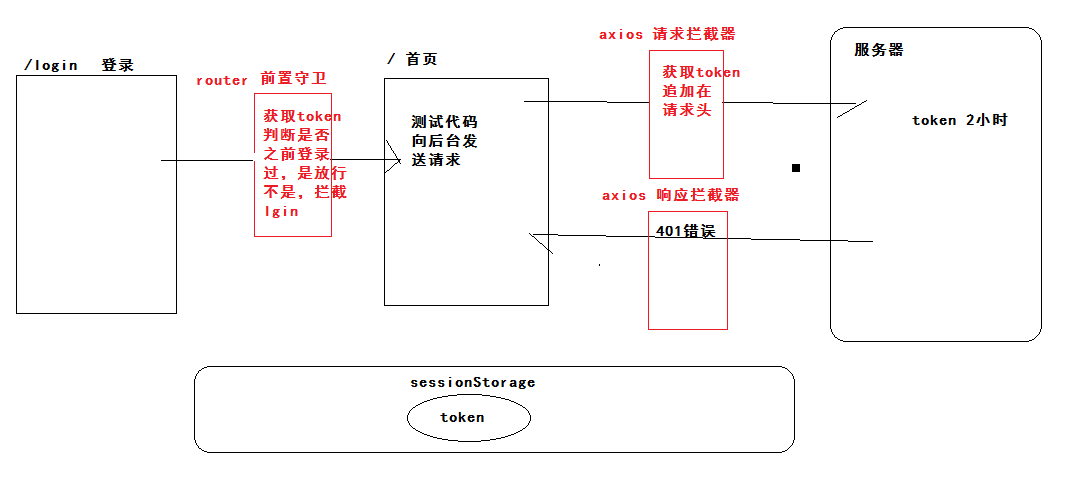 /login 登录
router 前置守卫
获取token
判断是否
之前登录
过，是放行
不是，拦截
lgin
/ 首页
测试代码
向后台发
送请求
axios 请求拦截器
获取token
追加在
请求头
axios 响应拦截器
401错误
服务器
token 2小时
sessionStorage
token